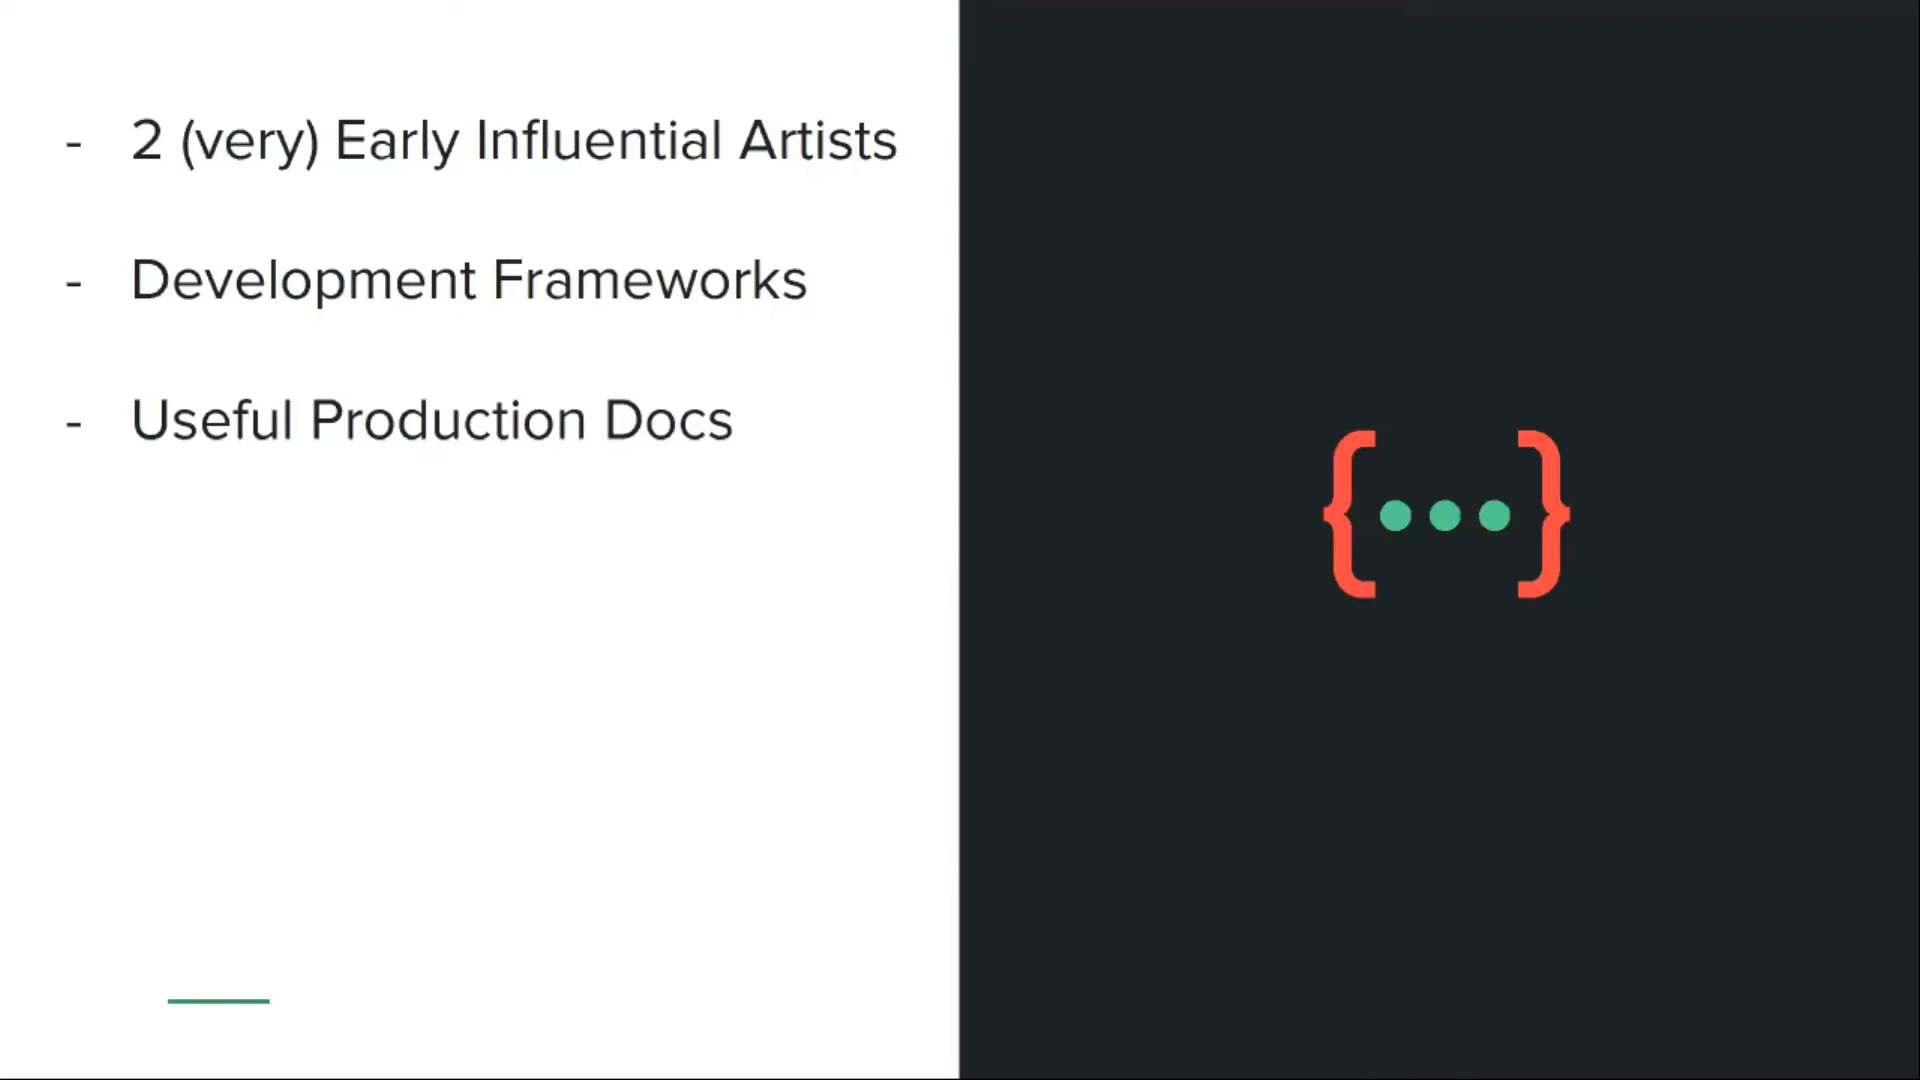 - 2 (very) Early Influential Artists
- Development Frameworks
- Useful Production Docs
{...}